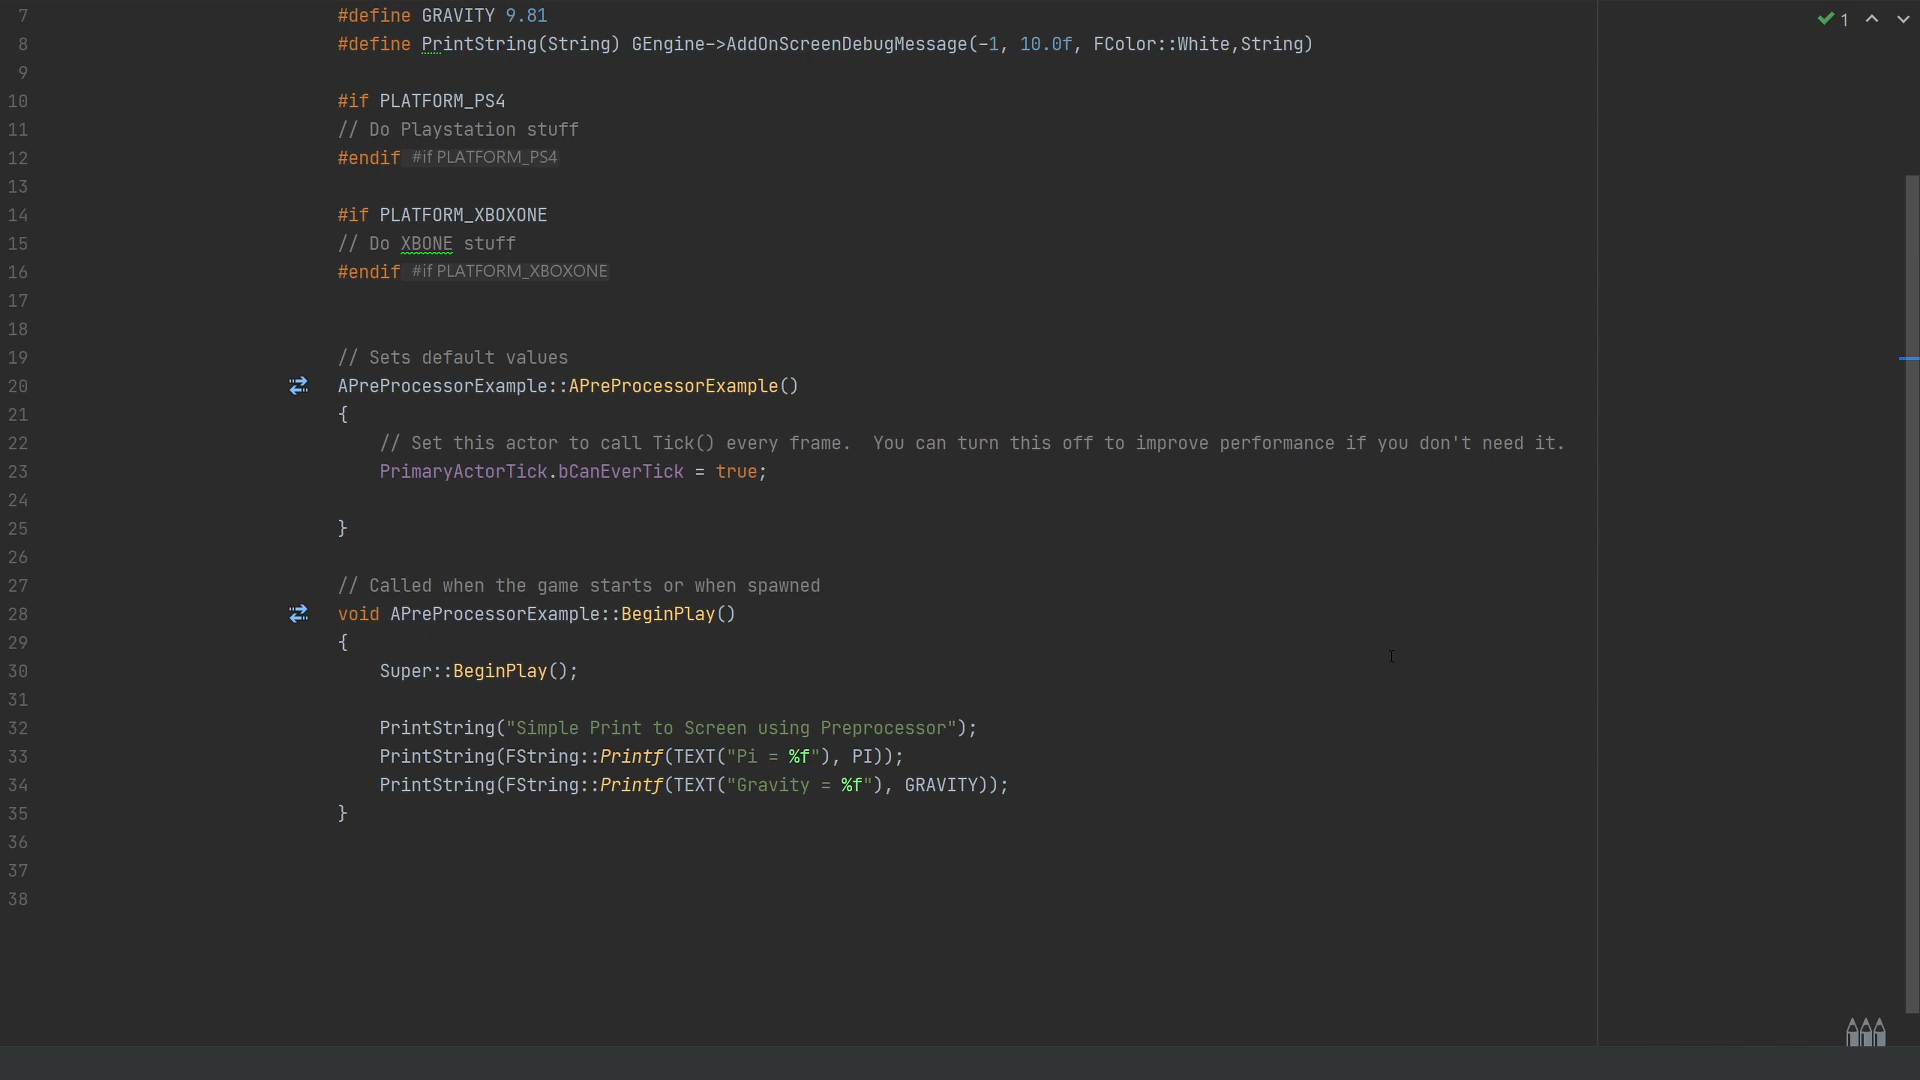 7 #define GRAVITY 9.81
8 #define PrintString(String) GEngine->AddOnScreenDebugMessage(-1, 10.0f, FColor::White,String)
9
10 #if PLATFORM_PS4
11 // Do Playstation stuff
12 #endif #if PLATFORM_PS4
13
14 #if PLATFORM_XBOXONE
15 // Do XBONE stuff
16 #endif #if PLATFORM_XBOXONE
17
18
19 // Sets default values
20 APreProcessorExample::APreProcessorExample()
21 {
22 // Set this actor to call Tick() every frame.  You can turn this off to improve performance if you don't need it.
23 PrimaryActorTick.bCanEverTick = true;
24
25 }
26
27 // Called when the game starts or when spawned
28 void APreProcessorExample::BeginPlay()
29 {
30 Super::BeginPlay();
31
32 PrintString("Simple Print to Screen using Preprocessor");
33 PrintString(FString::Printf(TEXT("Pi = %f"), PI));
34 PrintString(FString::Printf(TEXT("Gravity = %f"), GRAVITY));
35 }
36
37
38
1